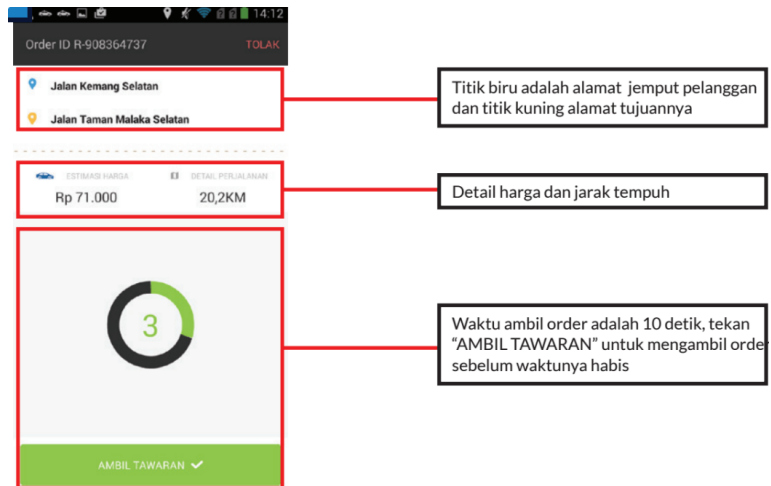 14:12
Order ID R-908364737
TOLAK
Jalan Kemang Selatan
Jalan Taman Malaka Selatan
ESTIMASI HARGA
DETAIL PERJALANAN
Rp 71.000
20,2KM
3
AMBIL TAWARAN
Titik biru adalah alamat jemput pelanggan
dan titik kuning alamat tujuannya
Detail harga dan jarak tempuh
Waktu ambil order adalah 10 detik, tekan
“AMBIL TAWARAN” untuk mengambil order
sebelum waktunya habis